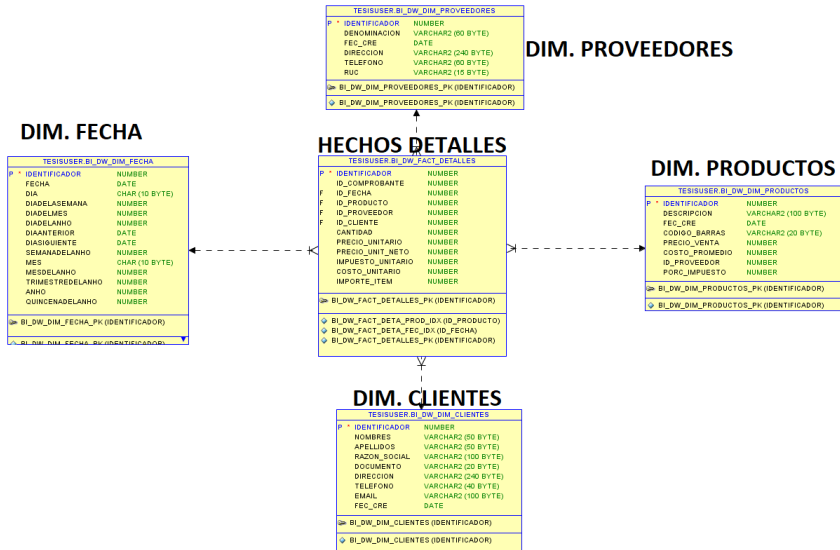 TESISUSER.BI_DW_DIM_PROVEEDORES
P * IDENTIFICADOR NUMBER
DENOMINACION VARCHAR2 (60 BYTE)
FEC_CRE DATE
DIRECCION VARCHAR2 (240 BYTE)
TELEFONO VARCHAR2 (60 BYTE)
RUC VARCHAR2 (15 BYTE)
BI_DW_DIM_PROVEEDORES_PK (IDENTIFICADOR)
BI_DW_DIM_PROVEEDORES_PK (IDENTIFICADOR)
DIM. PROVEEDORES
DIM. FECHA
TESISUSER.BI_DW_DIM_FECHA
P * IDENTIFICADOR NUMBER
FECHA DATE
DIA CHAR (10 BYTE)
DIADELASEMANA NUMBER
DIADELMES NUMBER
DIADELANHO NUMBER
DIAANTERIOR DATE
DIASIGUIENTE DATE
SEMANADELANHO NUMBER
MES CHAR (10 BYTE)
MESDELANHO NUMBER
TRIMESTREDELANHO NUMBER
ANHO NUMBER
QUINCENADELANHO NUMBER
BI_DW_DIM_FECHA_PK (IDENTIFICADOR)
BI_DW_DIM_FECHA_PK (IDENTIFICADOR)
HECHOS DETALLES
TESISUSER.BI_DW_FACT_DETALLES
P * IDENTIFICADOR NUMBER
ID_COMPROBANTE NUMBER
F ID_FECHA NUMBER
F ID_PRODUCTO NUMBER
F ID_PROVEEDOR NUMBER
F ID_CLIENTE NUMBER
CANTIDAD NUMBER
PRECIO_UNITARIO NUMBER
PRECIO_UNIT_NETO NUMBER
IMPUESTO_UNITARIO NUMBER
COSTO_UNITARIO NUMBER
IMPORTE_ITEM NUMBER
BI_DW_FACT_DETALLES_PK (IDENTIFICADOR)
BI_DW_FACT_DETA_PROD_IDX (ID_PRODUCTO)
BI_DW_FACT_DETA_FEC_IDX (ID_FECHA)
BI_DW_FACT_DETALLES_PK (IDENTIFICADOR)
DIM. PRODUCTOS
TESISUSER.BI_DW_DIM_PRODUCTOS
P * IDENTIFICADOR NUMBER
DESCRIPCION VARCHAR2 (100 BYTE)
FEC_CRE DATE
CODIGO_BARRAS VARCHAR2 (20 BYTE)
PRECIO_VENTA NUMBER
COSTO_PROMEDIO NUMBER
ID_PROVEEDOR NUMBER
PORC_IMPUESTO NUMBER
BI_DW_DIM_PRODUCTOS_PK (IDENTIFICADOR)
BI_DW_DIM_PRODUCTOS_PK (IDENTIFICADOR)
DIM. CLIENTES
TESISUSER.BI_DW_DIM_CLIENTES
P * IDENTIFICADOR NUMBER
NOMBRES VARCHAR2 (50 BYTE)
APELLIDOS VARCHAR2 (50 BYTE)
RAZON_SOCIAL VARCHAR2 (100 BYTE)
DOCUMENTO VARCHAR2 (20 BYTE)
DIRECCION VARCHAR2 (240 BYTE)
TELEFONO VARCHAR2 (40 BYTE)
EMAIL VARCHAR2 (100 BYTE)
FEC_CRE DATE
BI_DW_DIM_CLIENTES (IDENTIFICADOR)
BI_DW_DIM_CLIENTES (IDENTIFICADOR)